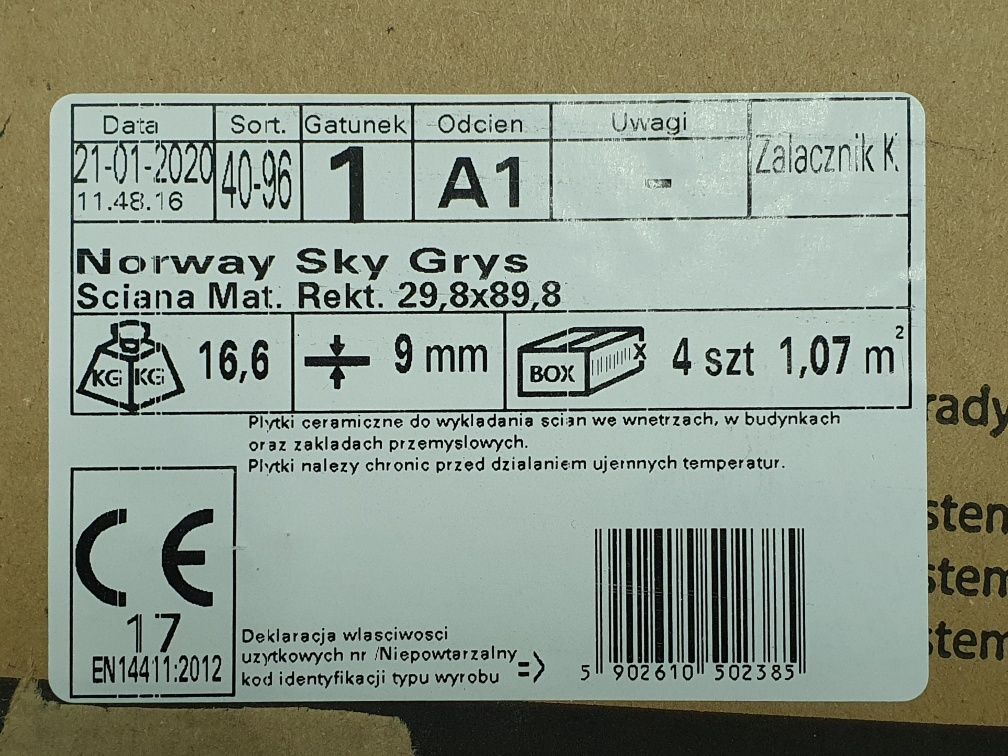 Data Sort. Gatunek Odcien Uwagi Zalacznik K
21-01-2020 40-96 1 A1 -
11.48.16
Norway Sky Grys
Sciana Mat. Rekt. 29,8x89,8
KG KG 16,6 9 mm BOX x 4 szt 1,07 m²
Plytki ceramiczne do wykladania scian we wnetrzach, w budynkach
oraz zakladach przemyslowych.
Plytki nalezy chronic przed dzialaniem ujemnych temperatur.
CE
17
EN14411:2012
Deklaracja wlasciwosci
uzytkowych nr /Niepowtarzalny
kod identyfikacji typu wyrobu =>
5 902610 502385
rady
stem
stem
stem